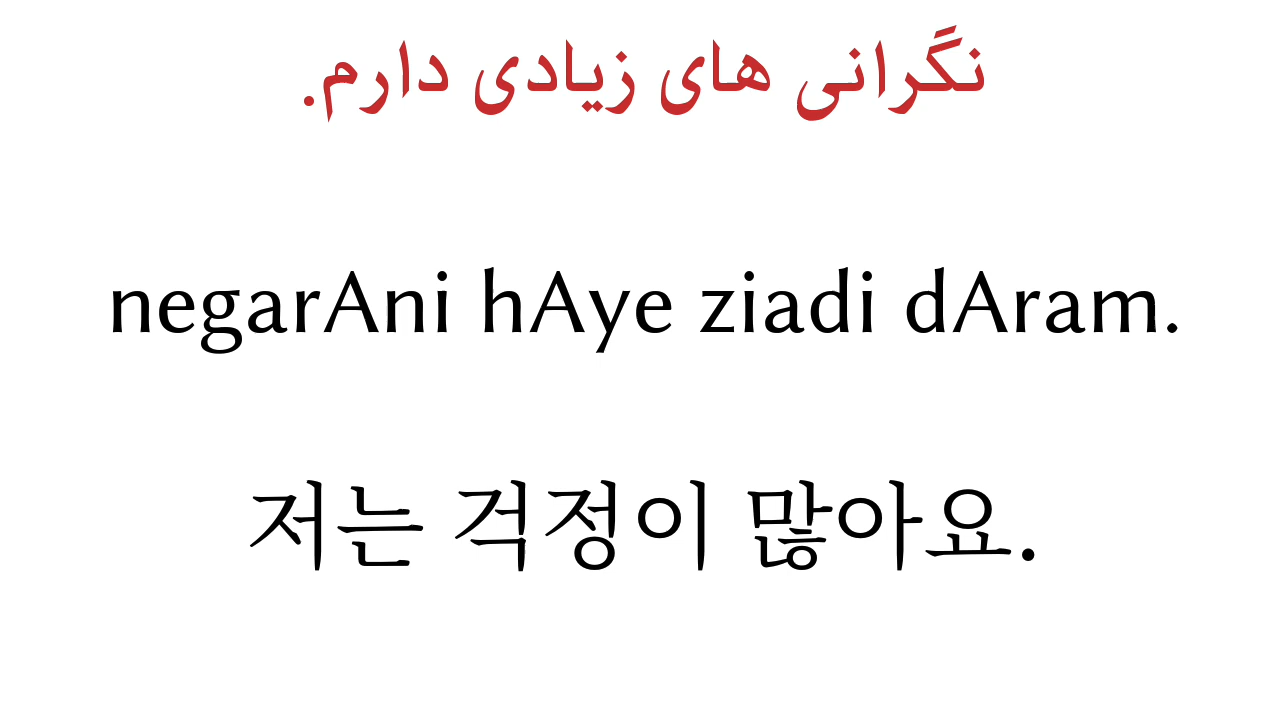 نگرانی های زیادی دارم.
negarAni hAye ziadi dAram.
저는 걱정이 많아요.